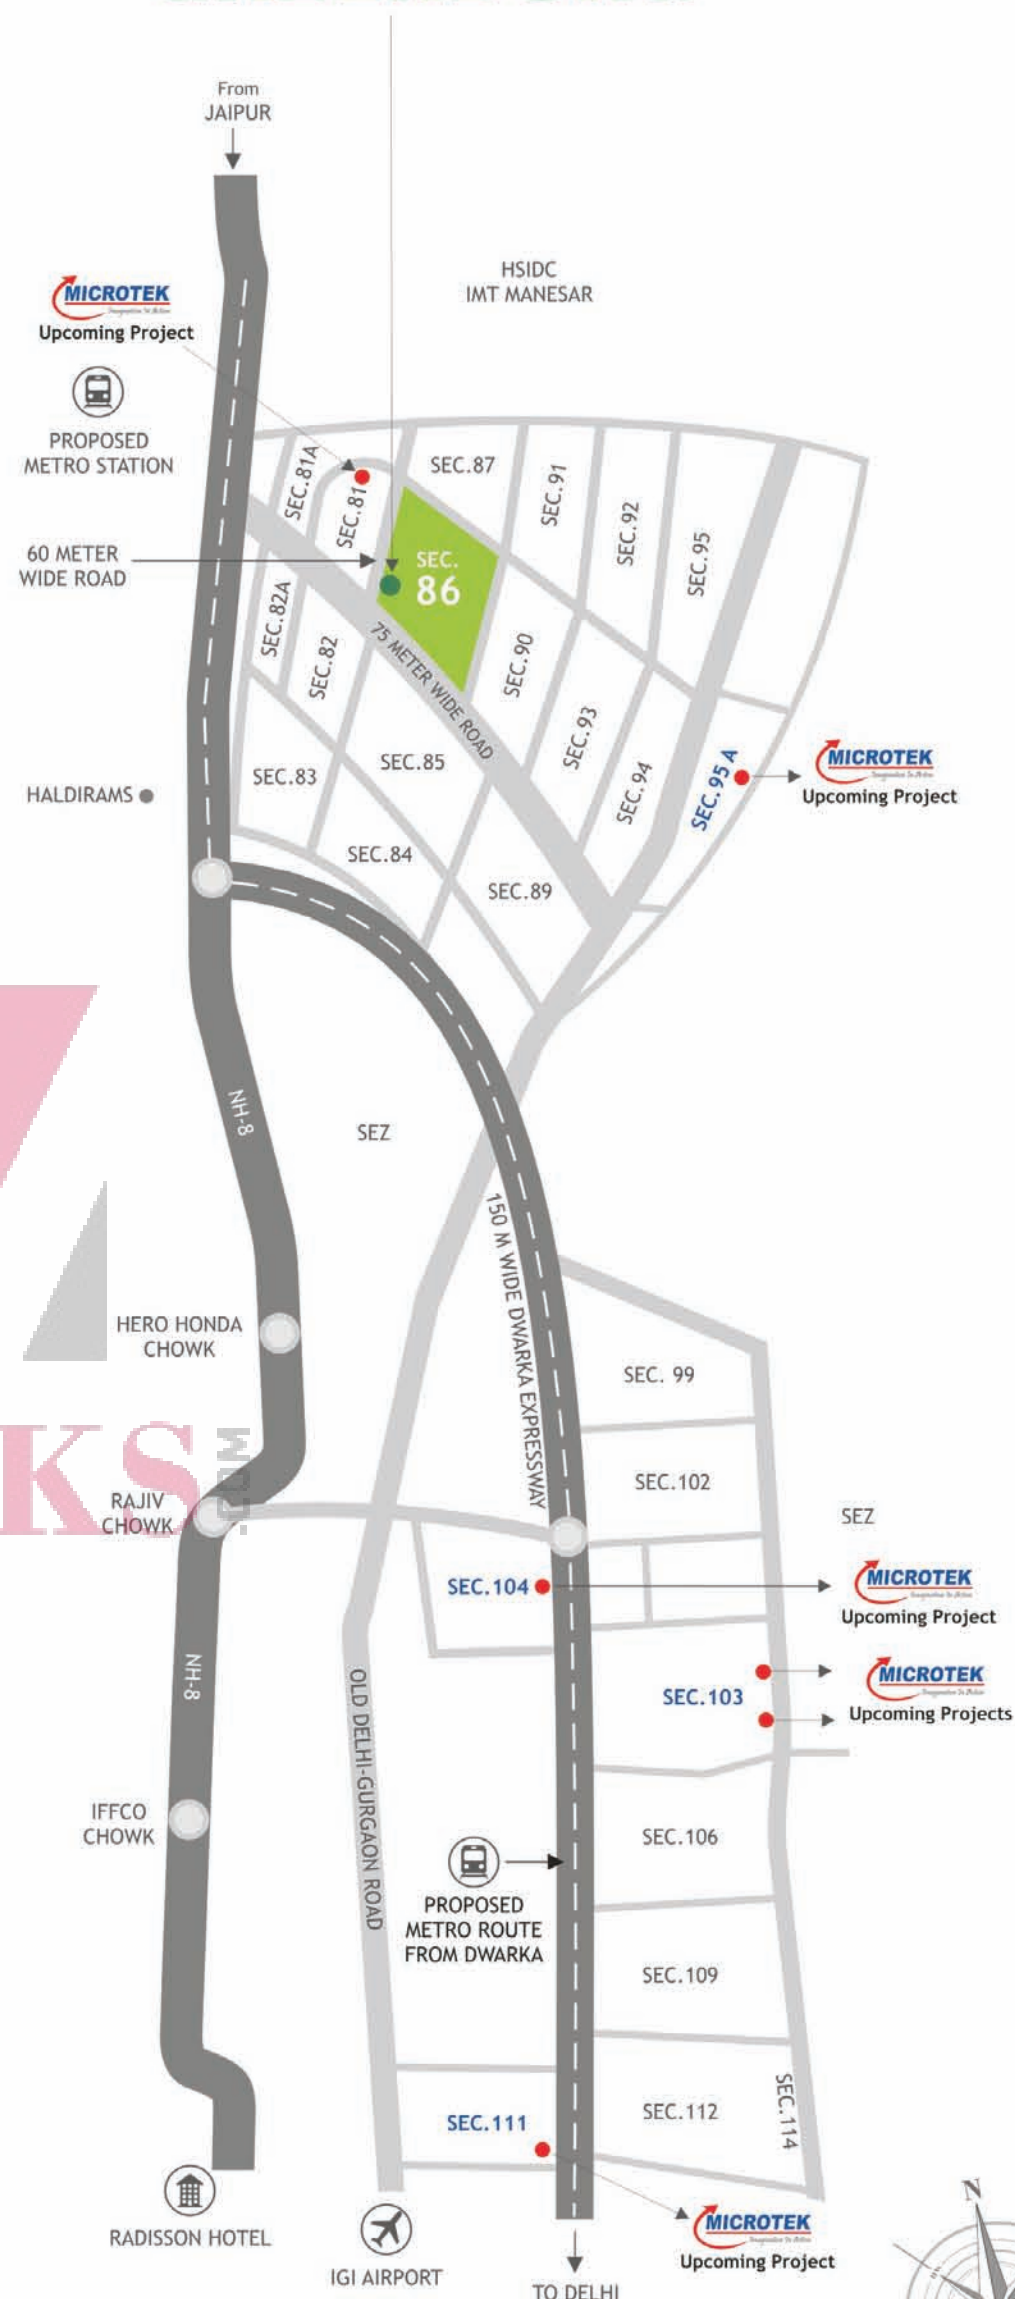 From
JAIPUR
HSIDC
IMT MANESAR
MICROTEK
Upcoming Project
PROPOSED
METRO STATION
SEC.81A
SEC.81
SEC.87
SEC.91
SEC.92
SEC.95
60 METER
WIDE ROAD
SEC.
86
SEC.82A
SEC.82
75 METER WIDE ROAD
SEC.90
SEC.93
SEC.94
SEC.95 A
MICROTEK
Upcoming Project
SEC.83
SEC.85
HALDIRAMS
SEC.84
SEC.89
NH-8
SEZ
150 M WIDE DWARKA EXPRESSWAY
HERO HONDA
CHOWK
SEC. 99
KS
.COM
SEC.102
RAJIV
CHOWK
SEZ
SEC.104
MICROTEK
Upcoming Project
NH-8
OLD DELHI-GURGAON ROAD
SEC.103
MICROTEK
Upcoming Projects
IFFCO
CHOWK
SEC.106
PROPOSED
METRO ROUTE
FROM DWARKA
SEC.109
SEC.111
SEC.112
SEC.114
RADISSON HOTEL
IGI AIRPORT
TO DELHI
MICROTEK
Upcoming Project
N